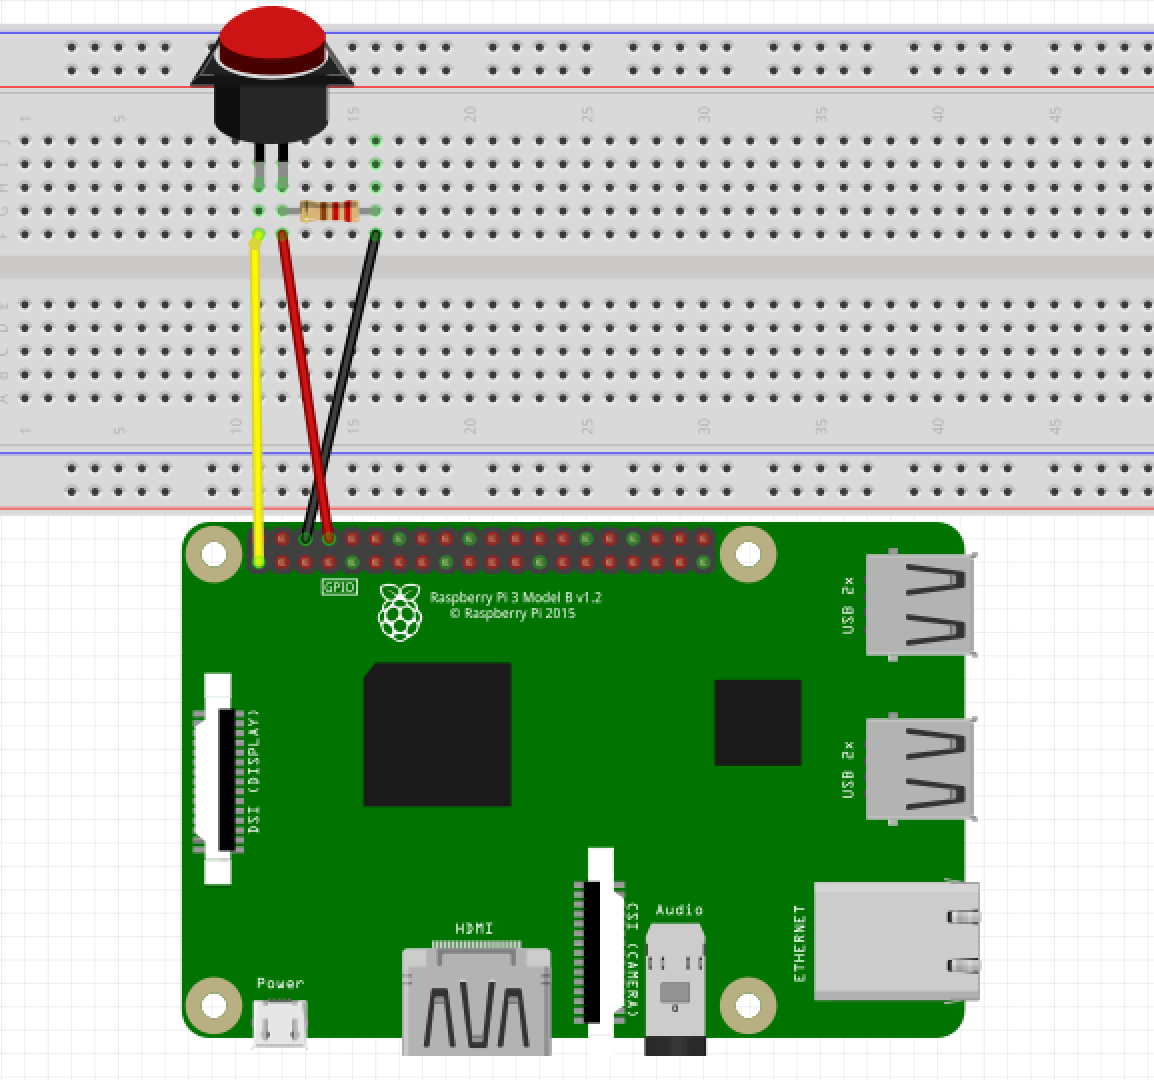 1 5 15 20 25 30 35 40 45
J
I
H
G
F
E
D
C
B
A
1 5 10 15 20 25 30 35 40 45
GPIO
Raspberry Pi 3 Model B v1.2
© Raspberry Pi 2015
USB 2x
USB 2x
DSI (DISPLAY)
CSI (CAMERA)
Audio
HDMI
ETHERNET
Power